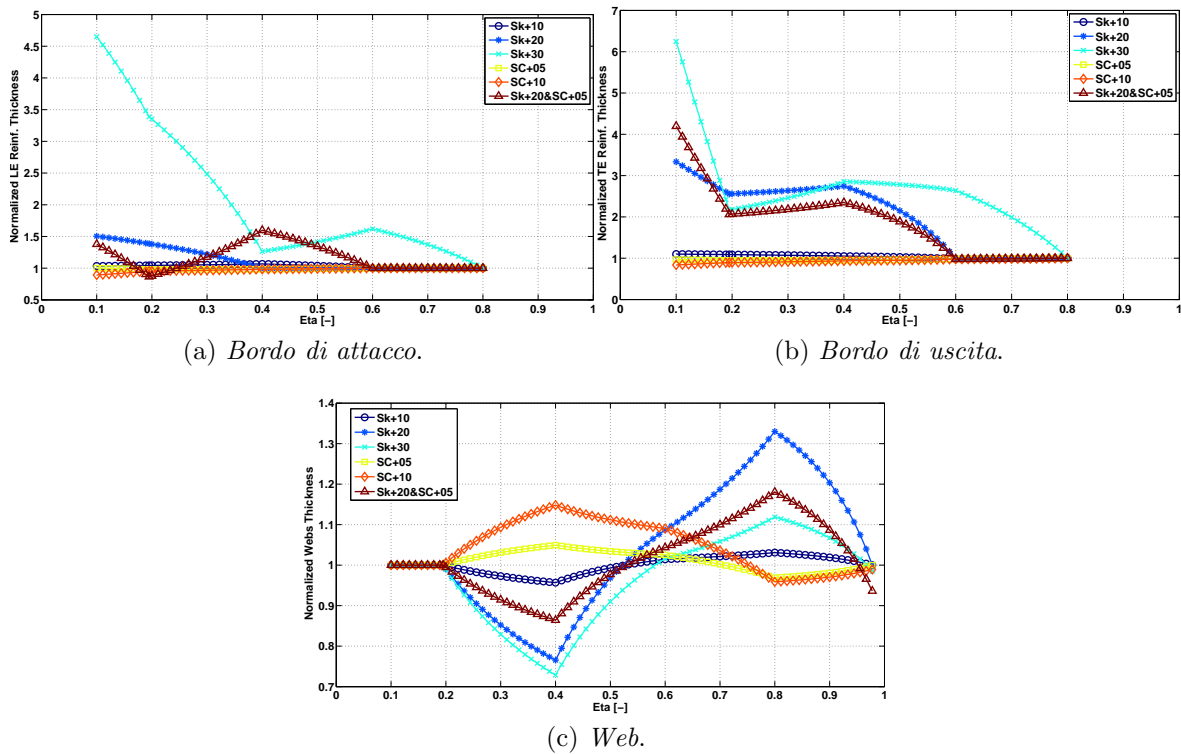 Normalized LE Reinf. Thickness
5
4.5
4
3.5
3
2.5
2
1.5
1
0.5
0
0.1
0.2
0.3
0.4
0.5
0.6
0.7
0.8
0.9
1
Eta [−]
Sk+10
Sk+20
Sk+30
SC+05
SC+10
Sk+20&SC+05
(a) Bordo di attacco.
Normalized TE Reinf. Thickness
7
6
5
4
3
2
1
0
0
0.1
0.2
0.3
0.4
0.5
0.6
0.7
0.8
0.9
1
Eta [−]
Sk+10
Sk+20
Sk+30
SC+05
SC+10
Sk+20&SC+05
(b) Bordo di uscita.
Normalized Webs Thickness
1.4
1.3
1.2
1.1
1
0.9
0.8
0.7
0
0.1
0.2
0.3
0.4
0.5
0.6
0.7
0.8
0.9
1
Eta [−]
Sk+10
Sk+20
Sk+30
SC+05
SC+10
Sk+20&SC+05
(c) Web.